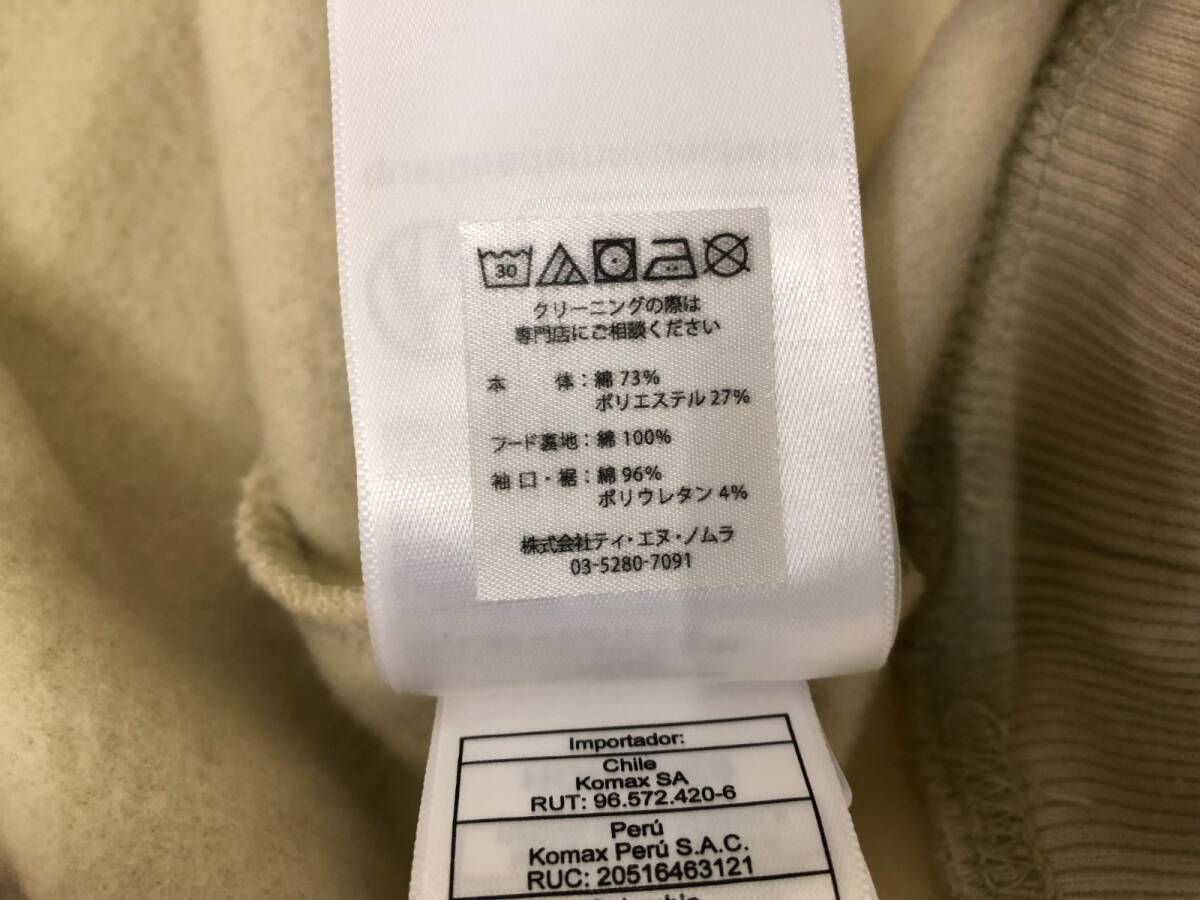 30
クリーニングの際は
専門店にご相談ください
本　体：綿 73%
ポリエステル 27%
フード裏地：綿 100%
袖口・裾：綿 96%
ポリウレタン 4%
株式会社ティ・エヌ・ノムラ
03-5280-7091
Importador:
Chile
Komax SA
RUT: 96.572.420-6
Perú
Komax Perú S.A.C.
RUC: 20516463121